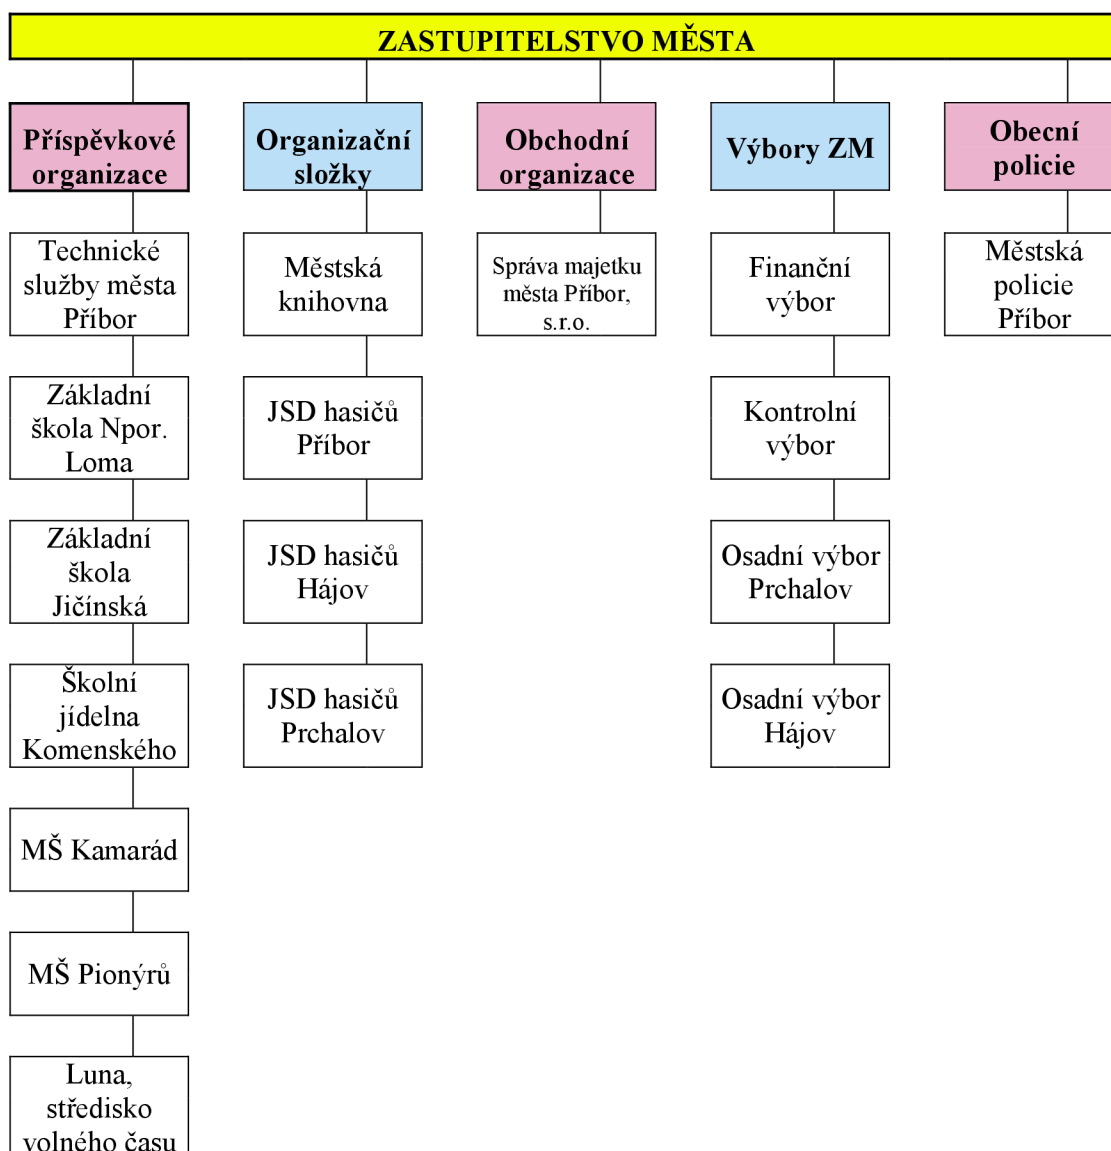 ZASTUPITELSTVO MĚSTA
Příspěvkové
organizace
Technické
služby města
Příbor
Základní
škola Npor.
Loma
Základní
škola
Jičínská
Školní
jídelna
Komenského
MŠ Kamarád
MŠ Pionýrů
Luna,
středisko
volného času
Organizační
složky
Městská
knihovna
JSD hasičů
Příbor
JSD hasičů
Hájov
JSD hasičů
Prchalov
Obchodní
organizace
Správa majetku
města Příbor,
s.r.o.
Výbory ZM
Finanční
výbor
Kontrolní
výbor
Osadní výbor
Prchalov
Osadní výbor
Hájov
Obecní
policie
Městská
policie
Příbor